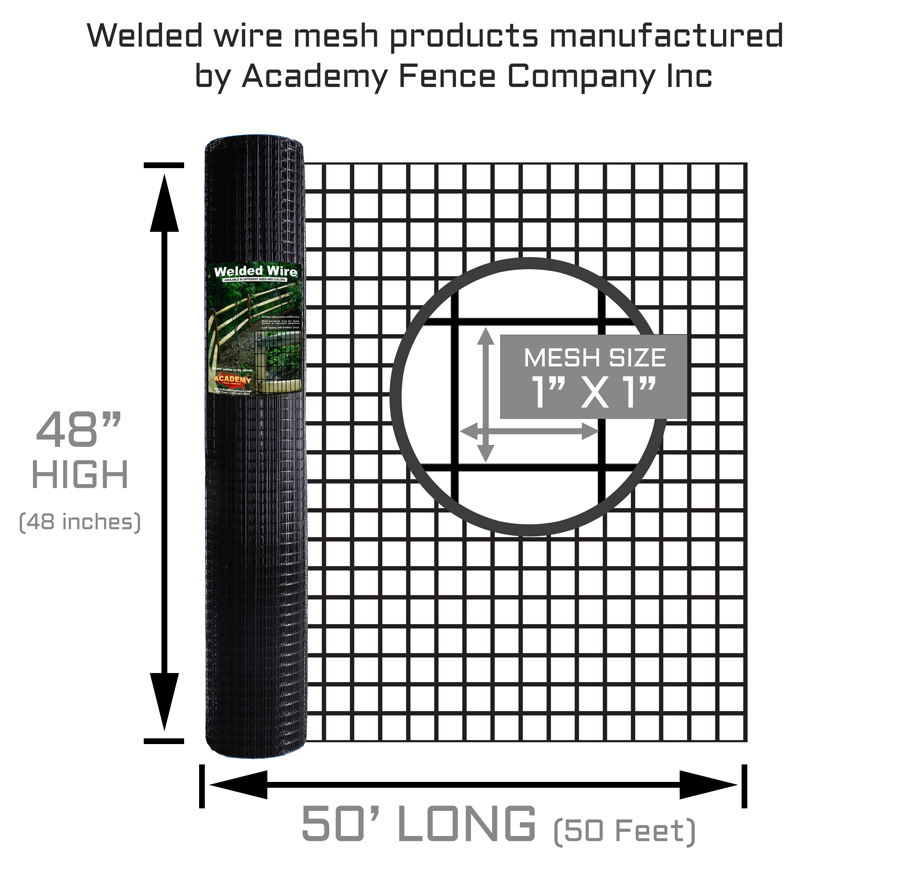 Welded wire mesh products manufactured
by Academy Fence Company Inc
Welded Wire
ACADEMY
MESH SIZE
1” X 1”
48”
HIGH
(48 inches)
50’ LONG (50 Feet)